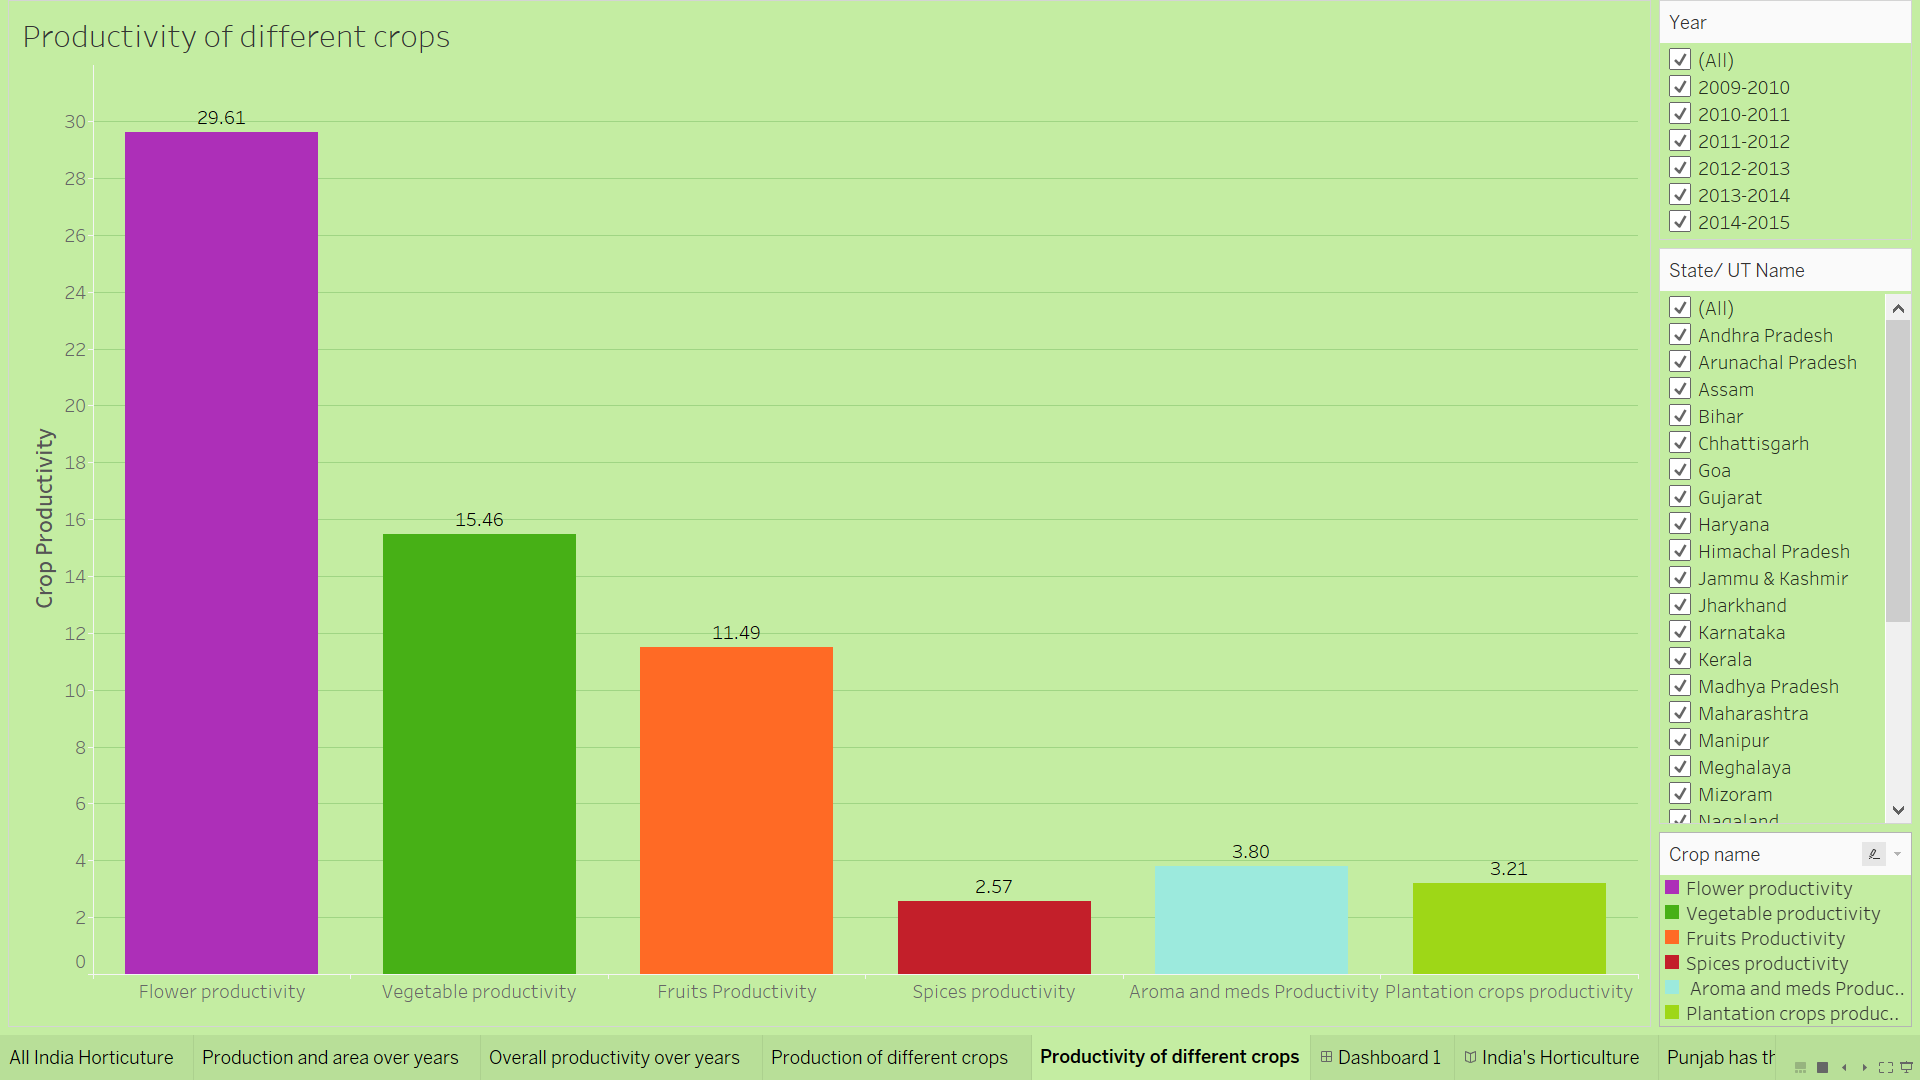 Productivity of different crops
Crop Productivity
30
28
26
24
22
20
18
16
14
12
10
8
6
4
2
0
29.61
15.46
11.49
2.57
3.80
3.21
Flower productivity
Vegetable productivity
Fruits Productivity
Spices productivity
Aroma and meds Productivity
Plantation crops productivity
Year
(All)
2009-2010
2010-2011
2011-2012
2012-2013
2013-2014
2014-2015
State/ UT Name
(All)
Andhra Pradesh
Arunachal Pradesh
Assam
Bihar
Chhattisgarh
Goa
Gujarat
Haryana
Himachal Pradesh
Jammu & Kashmir
Jharkhand
Karnataka
Kerala
Madhya Pradesh
Maharashtra
Manipur
Meghalaya
Mizoram
Nagaland
Crop name
Flower productivity
Vegetable productivity
Fruits Productivity
Spices productivity
Aroma and meds Produc..
Plantation crops produc..
All India Horticuture
Production and area over years
Overall productivity over years
Production of different crops
Productivity of different crops
Dashboard 1
India's Horticulture
Punjab has th